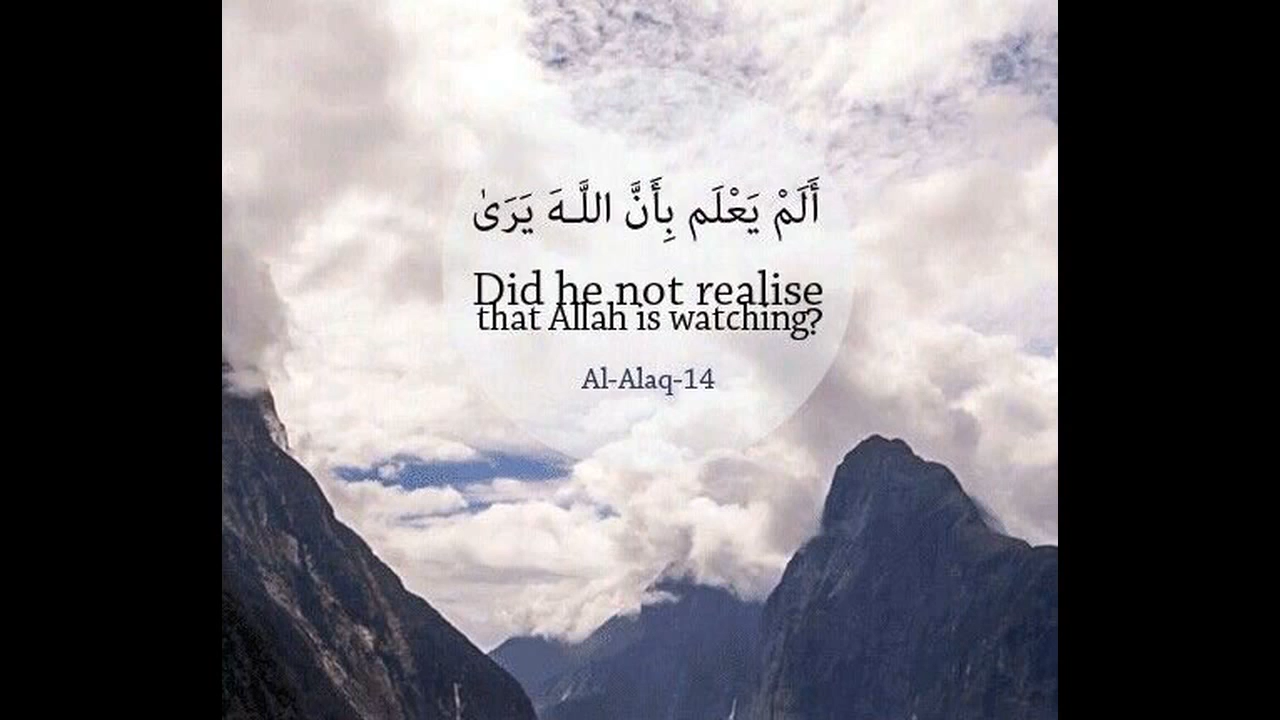 أَلَمْ يَعْلَم بِأَنَّ اللَّـهَ يَرَىٰ
Did he not realise
that Allah is watching?
Al-Alaq-14